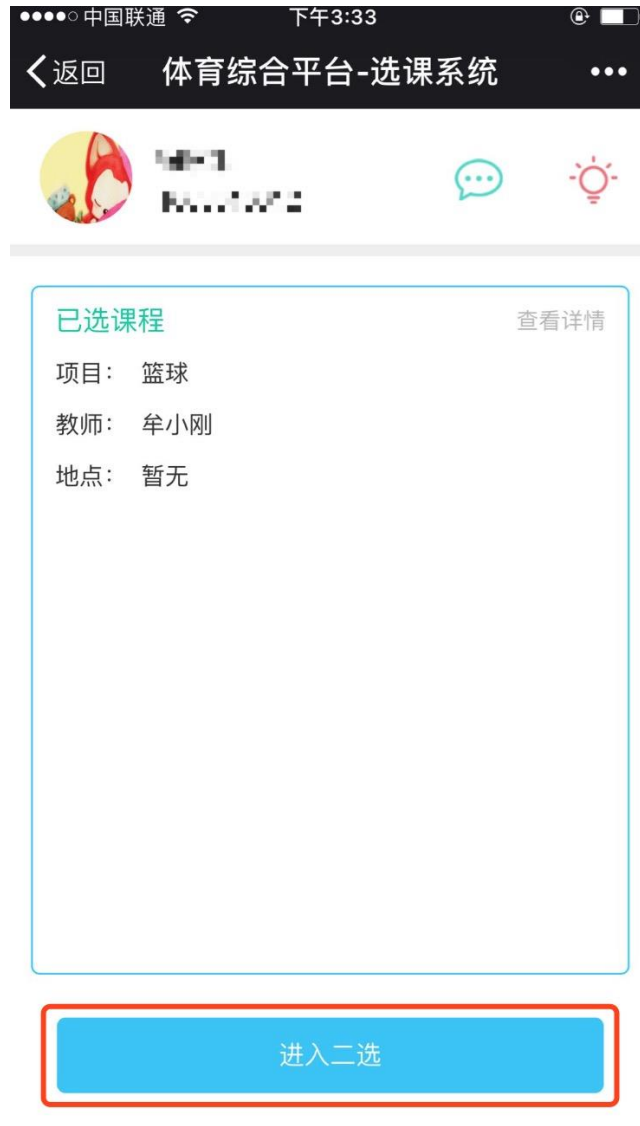 中国联通 下午3:33
返回 体育综合平台-选课系统
已选课程 查看详情
项目： 篮球
教师： 牟小刚
地点： 暂无
进入二选